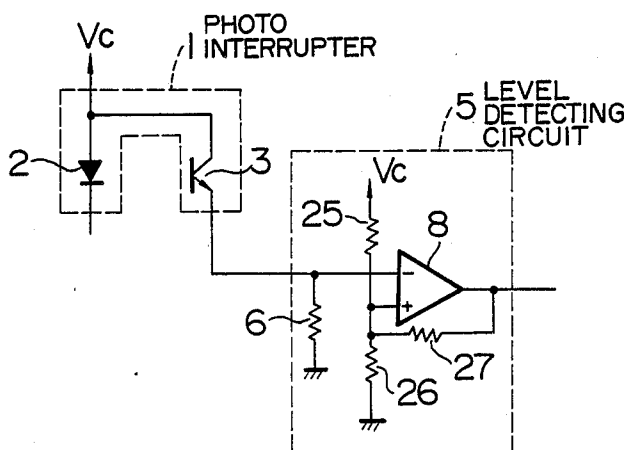 Vc
1 PHOTO
INTERRUPTER
2
3
5 LEVEL
DETECTING
CIRCUIT
Vc
25
8
-
+
6
27
26